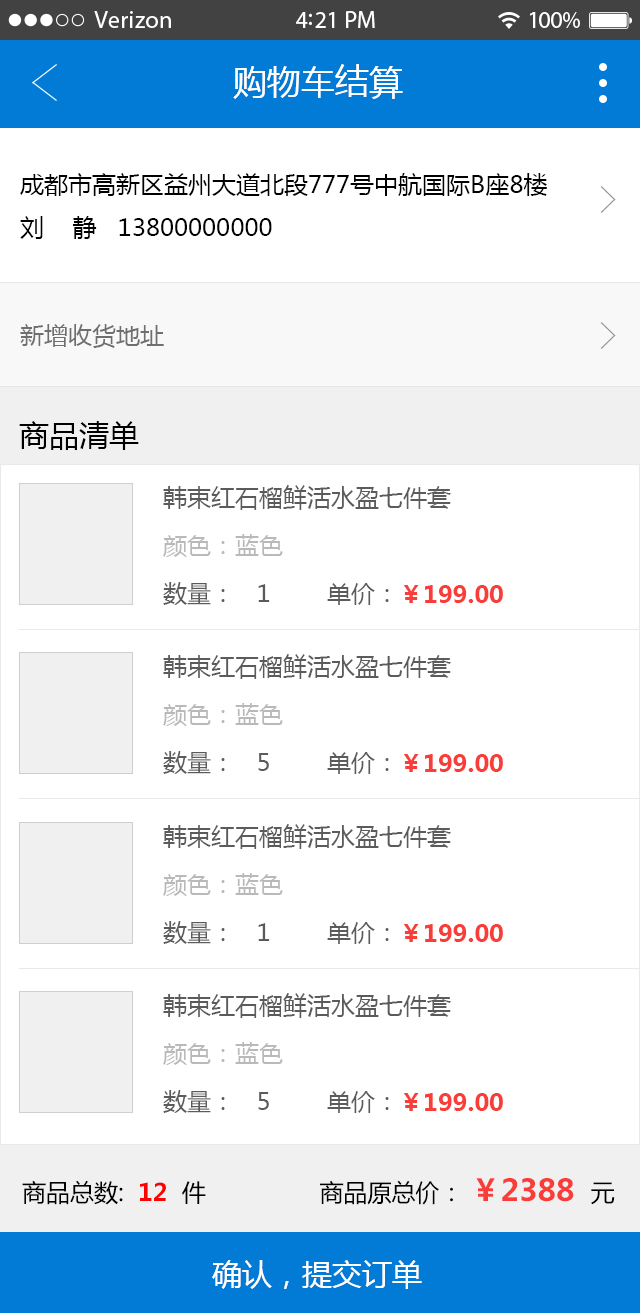 Verizon 4:21 PM 100%
购物车结算
成都市高新区益州大道北段777号中航国际B座8楼
刘 静 13800000000
新增收货地址
商品清单
韩束红石榴鲜活水盈七件套
颜色：蓝色
数量： 1 单价：¥199.00
韩束红石榴鲜活水盈七件套
颜色：蓝色
数量： 5 单价：¥199.00
韩束红石榴鲜活水盈七件套
颜色：蓝色
数量： 1 单价：¥199.00
韩束红石榴鲜活水盈七件套
颜色：蓝色
数量： 5 单价：¥199.00
商品总数: 12 件 商品原总价： ¥2388 元
确认，提交订单